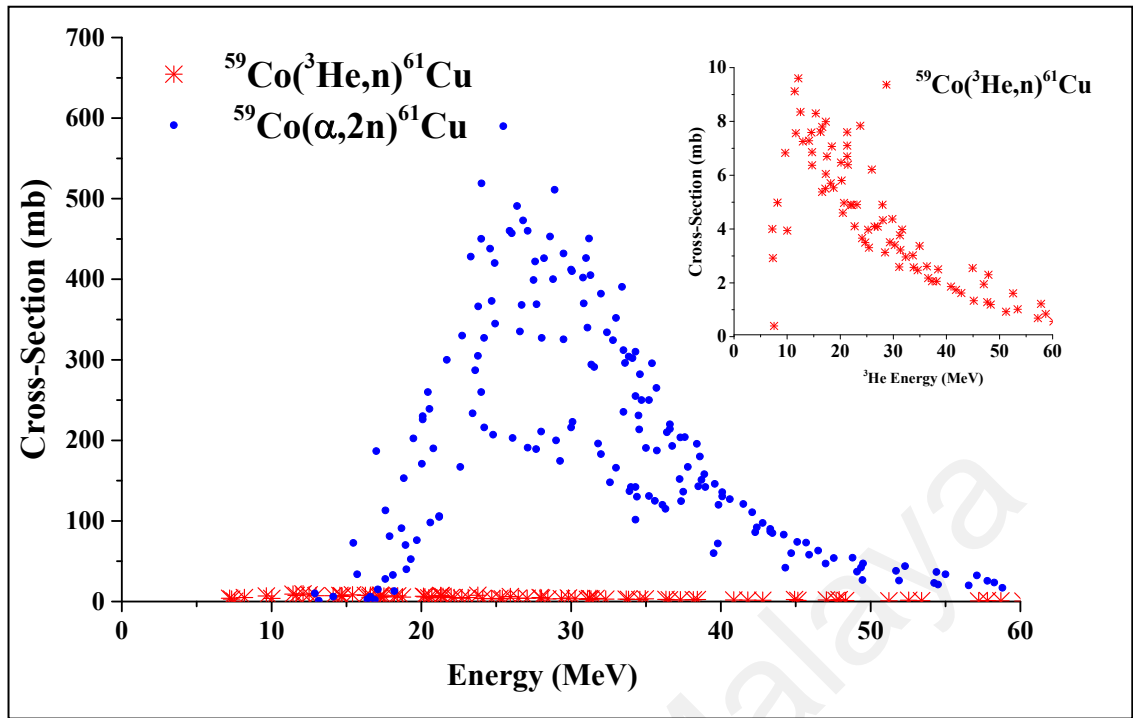 700
600
500
400
300
200
100
0
Cross-Section (mb)
⁵⁹Co(³He,n)⁶¹Cu
⁵⁹Co(α,2n)⁶¹Cu
0 10 20 30 40 50 60
Energy (MeV)
10
8
6
4
2
0
Cross-Section (mb)
⁵⁹Co(³He,n)⁶¹Cu
0 10 20 30 40 50 60
³He Energy (MeV)
Malaya